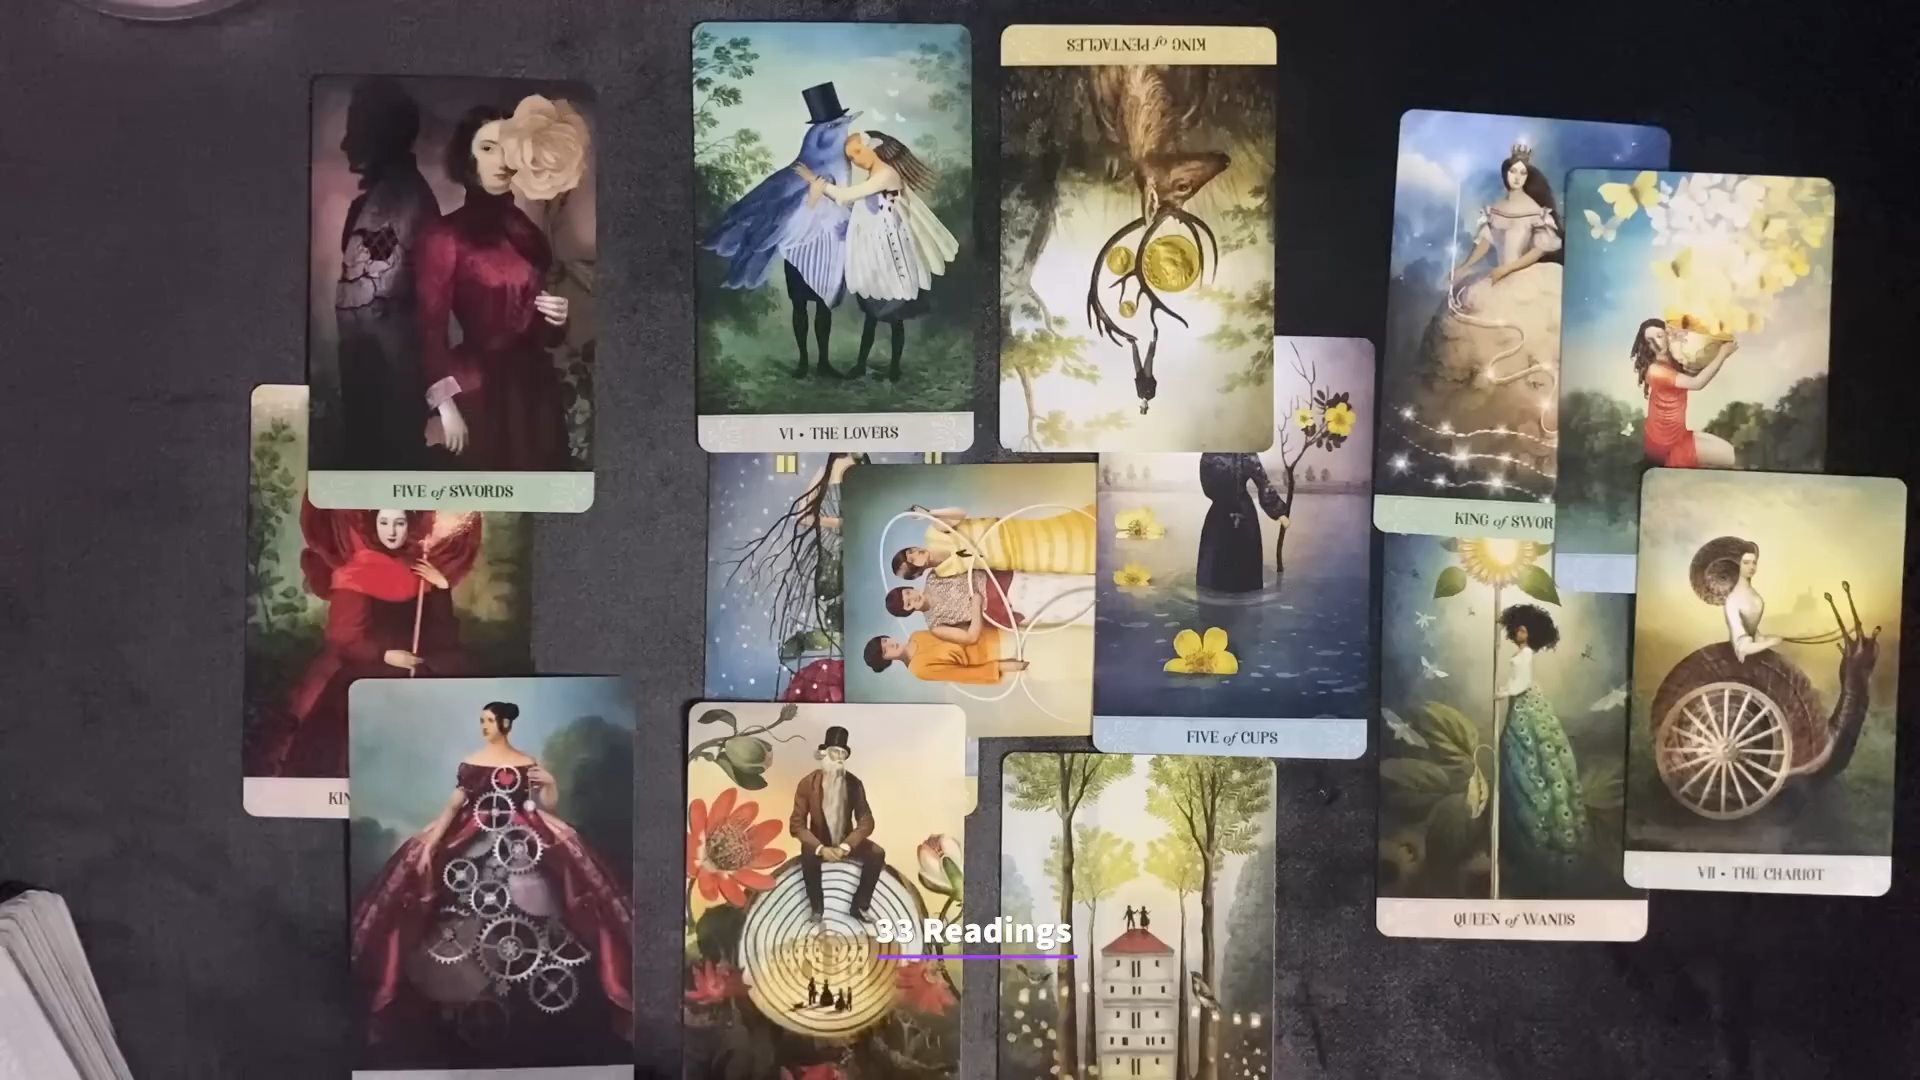 KING of PENTACLES
VI • THE LOVERS
FIVE of SWORDS
KING of SWOR
FIVE of CUPS
KIN
VII • THE CHARIOT
QUEEN of WANDS
33 Readings